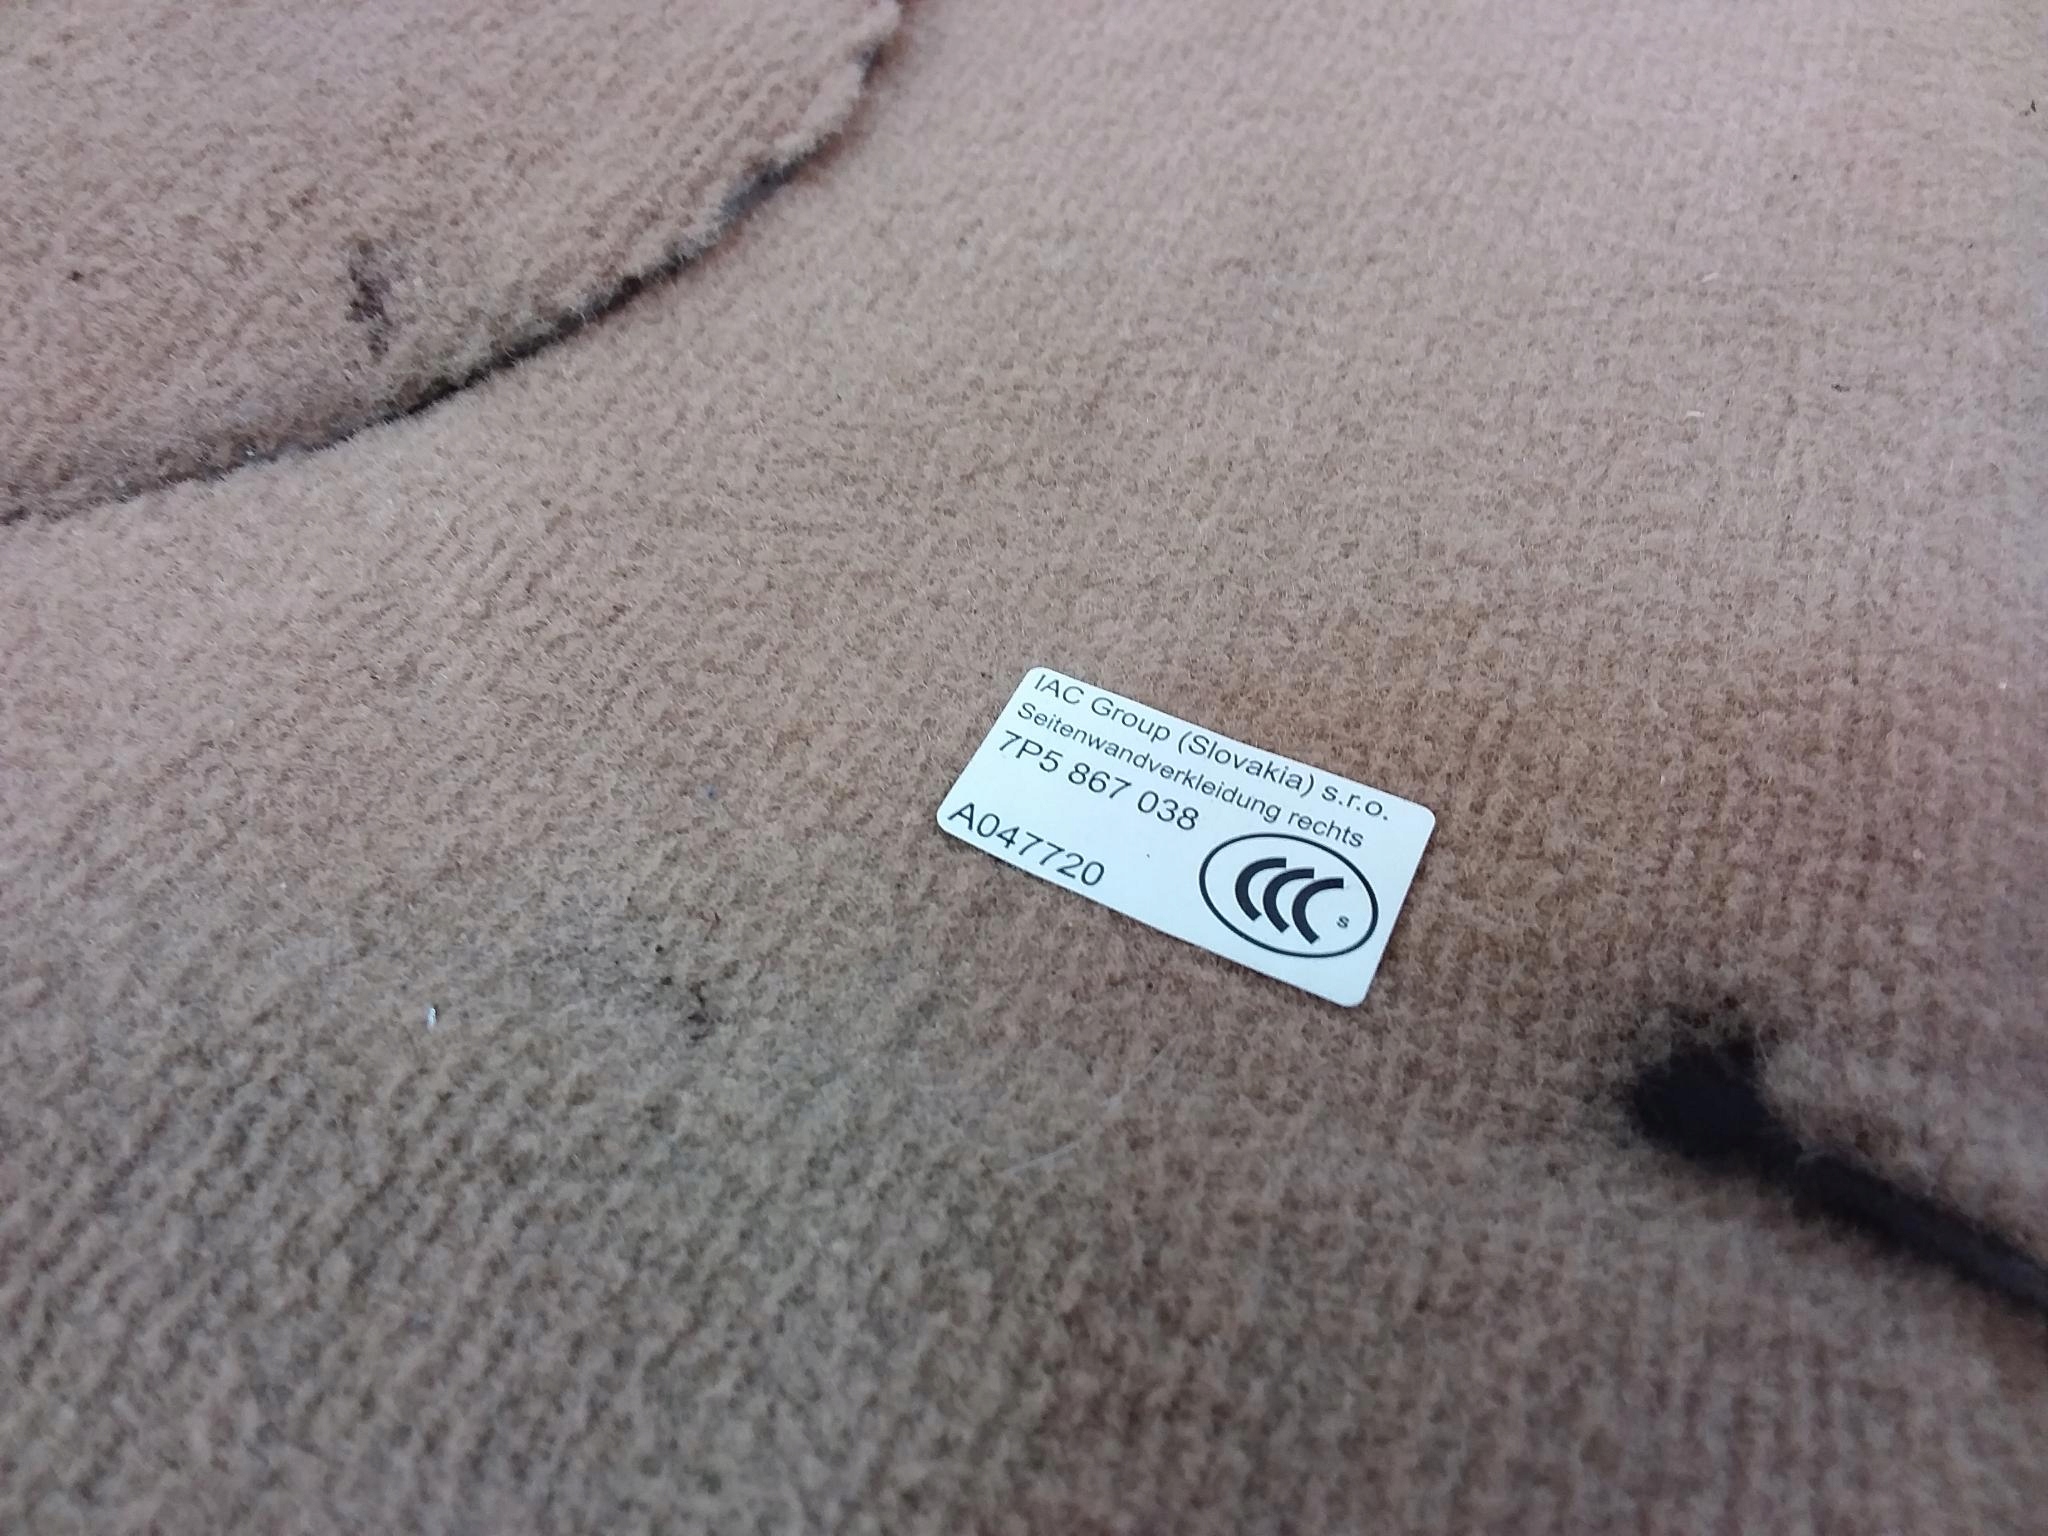 IAC Group (Slovakia) s.r.o.
Seitenwandverkleidung rechts
7P5 867 038
A047720
CCC s